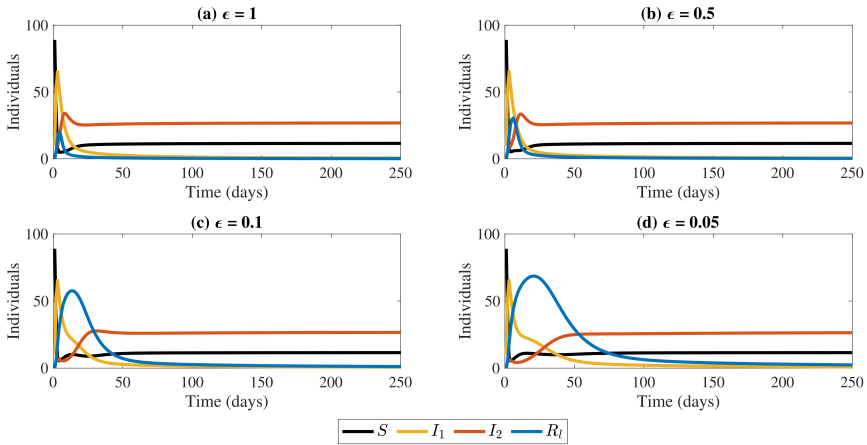 (a) ϵ = 1
(b) ϵ = 0.5
100
50
0
Individuals
0 50 100 150 200 250
Time (days)
100
50
0
Individuals
0 50 100 150 200 250
Time (days)
(c) ϵ = 0.1
(d) ϵ = 0.05
100
50
0
Individuals
0 50 100 150 200 250
Time (days)
100
50
0
Individuals
0 50 100 150 200 250
Time (days)
S I₁ I₂ Rₗ